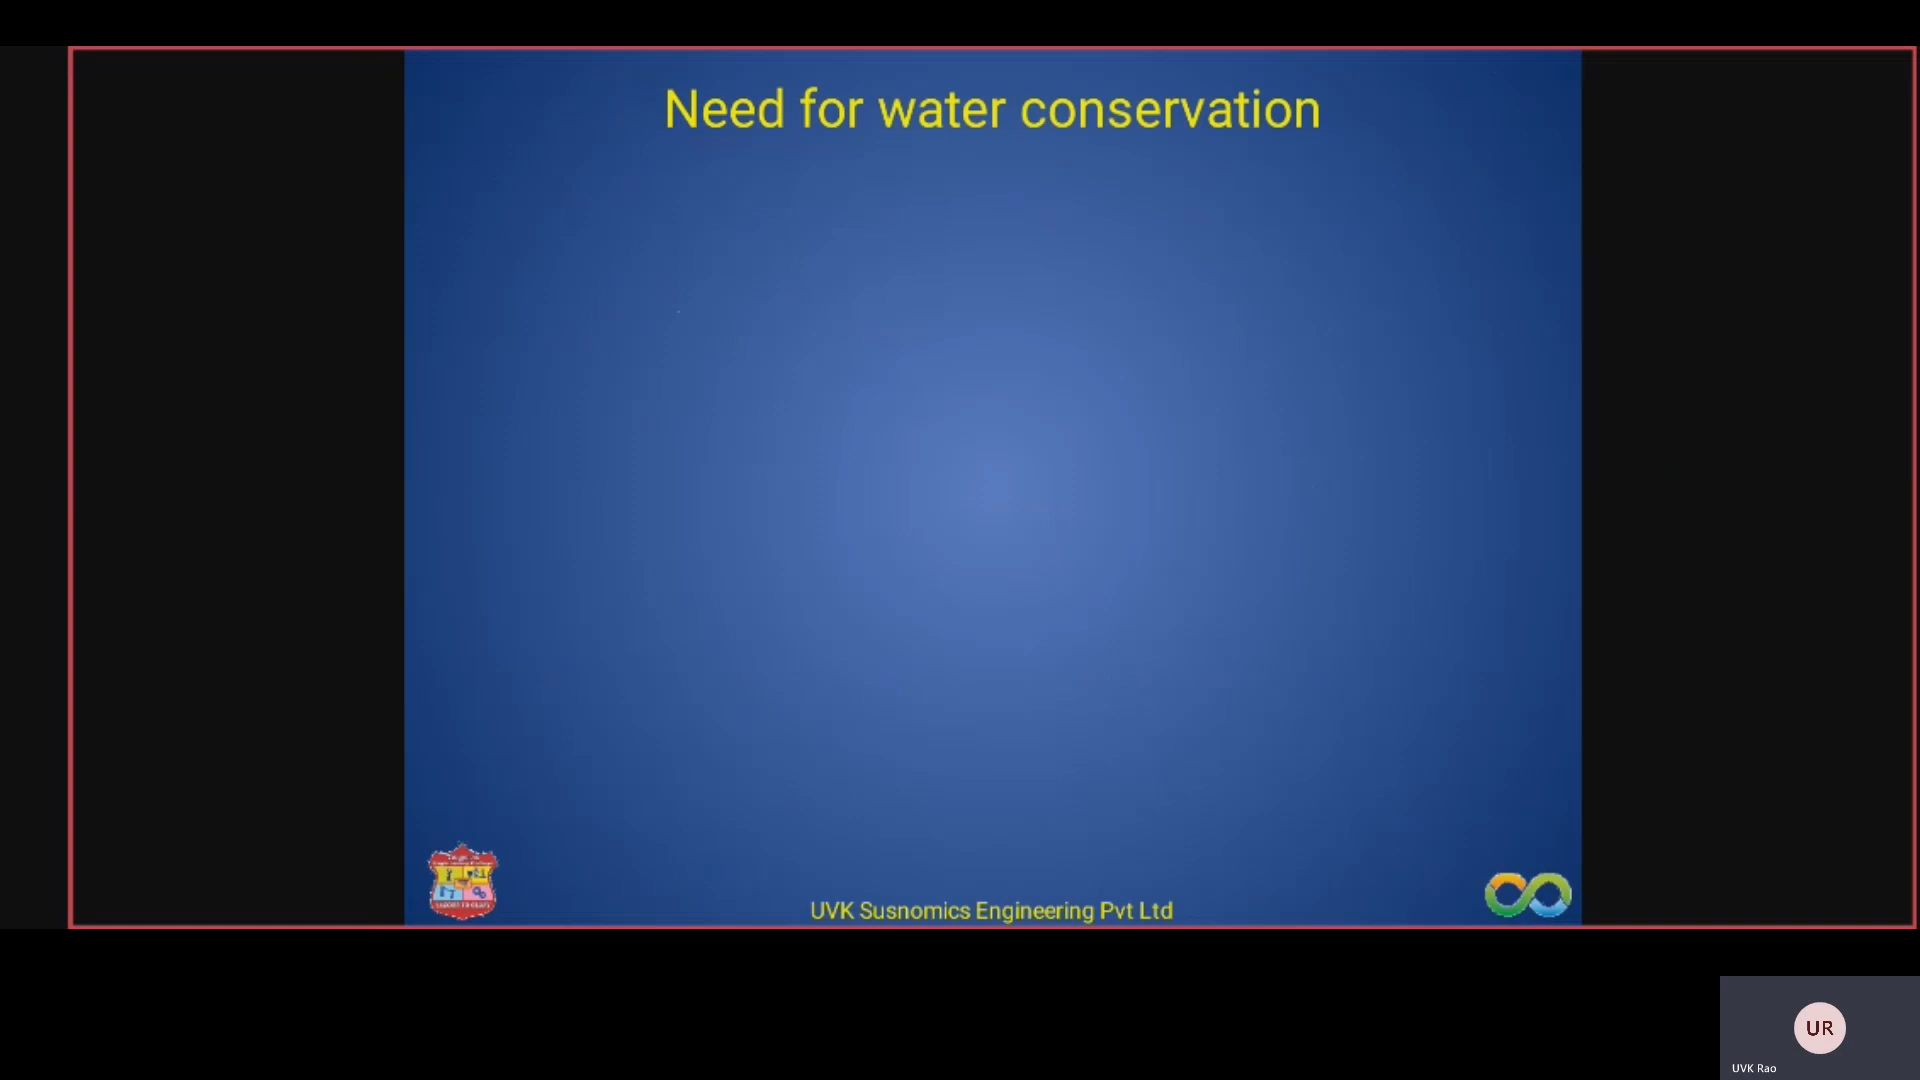 Need for water conservation
UVK Susnomics Engineering Pvt Ltd
UR
UVK Rao